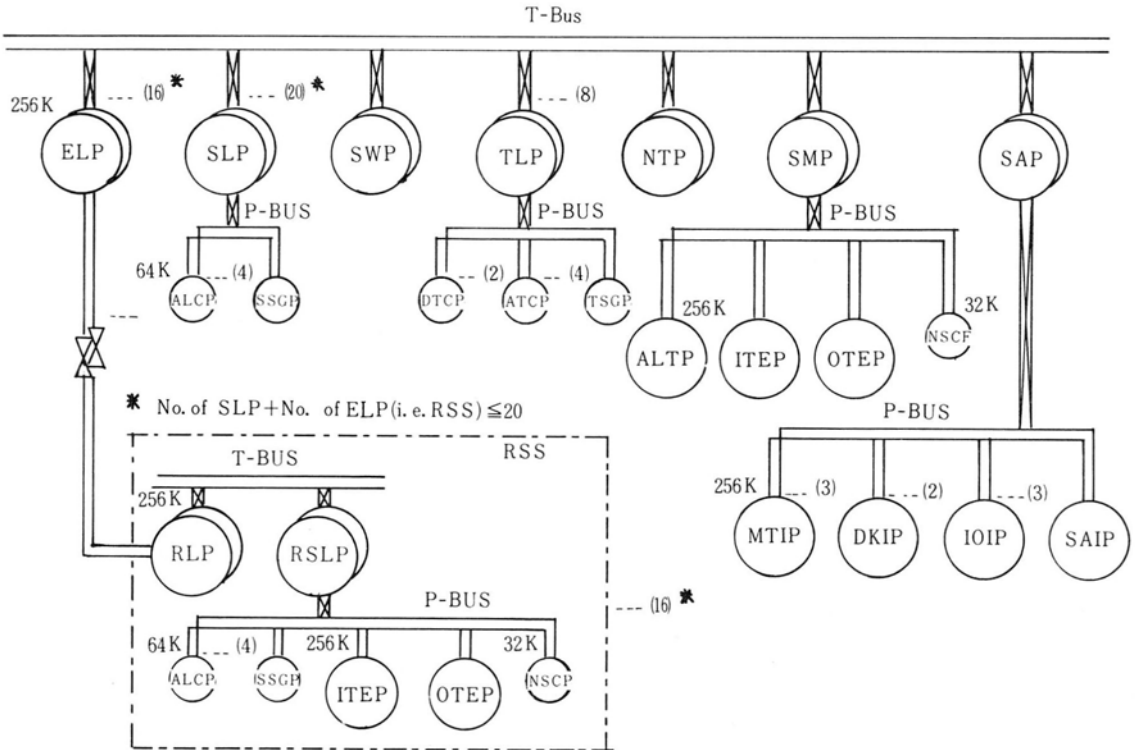 T-Bus
256K
--- (16) *
--- (20) *
--- (8)
ELP
SLP
SWP
TLP
NTP
SMP
SAP
P-BUS
P-BUS
P-BUS
64K
--- (4)
ALCP
SSGP
--- (2)
--- (4)
DTCP
ATCP
TSGP
256K
32K
ALTP
ITEP
OTEP
NSCF
* No. of SLP+No. of ELP(i. e. RSS)≦20
P-BUS
256K
--- (3)
--- (2)
--- (3)
MTIP
DKIP
IOIP
SAIP
RSS
T-BUS
256K
RLP
RSLP
P-BUS
--- (16) *
64K
--- (4)
256K
32K
ALCP
SSGP
ITEP
OTEP
NSCP